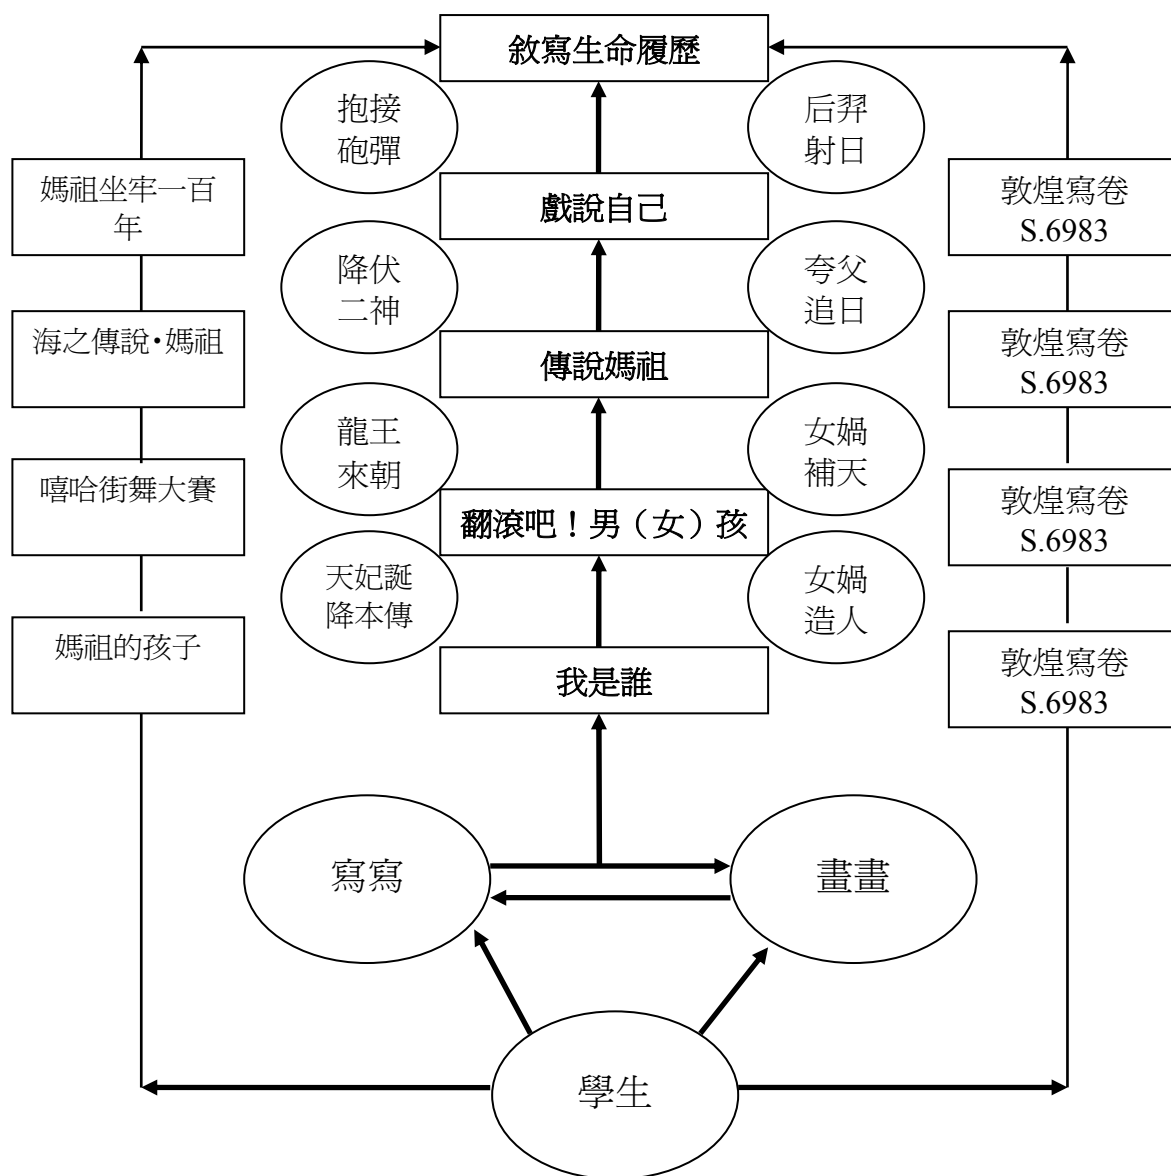 敘寫生命履歷
抱接
砲彈
后羿
射日
媽祖坐牢一百
年
戲說自己
敦煌寫卷
S.6983
降伏
二神
夸父
追日
海之傳說•媽祖
傳說媽祖
敦煌寫卷
S.6983
龍王
來朝
女媧
補天
嘻哈街舞大賽
翻滾吧！男（女）孩
敦煌寫卷
S.6983
天妃誕
降本傳
女媧
造人
媽祖的孩子
我是誰
敦煌寫卷
S.6983
寫寫
畫畫
學生